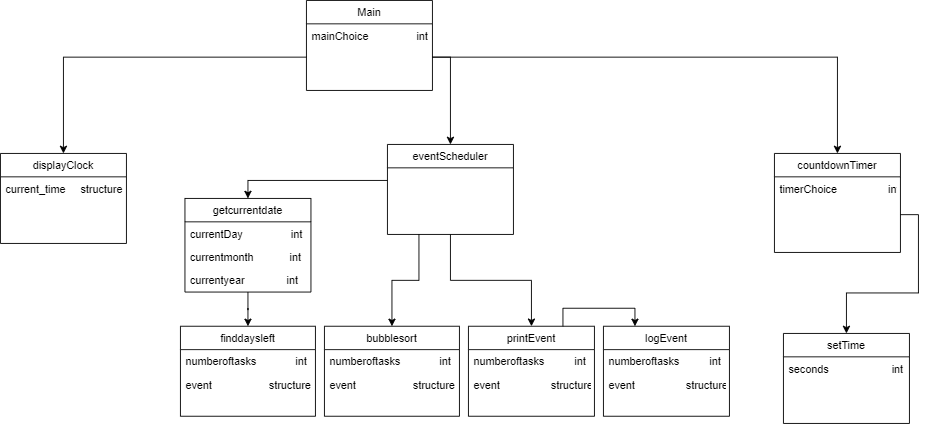 Main
mainChoice int
displayClock
current_time structure
eventScheduler
countdownTimer
timerChoice in
getcurrentdate
currentDay int
currentmonth int
currentyear int
finddaysleft
numberoftasks int
event structure
bubblesort
numberoftasks int
event structure
printEvent
numberoftasks int
event structure
logEvent
numberoftasks int
event structure
setTime
seconds int